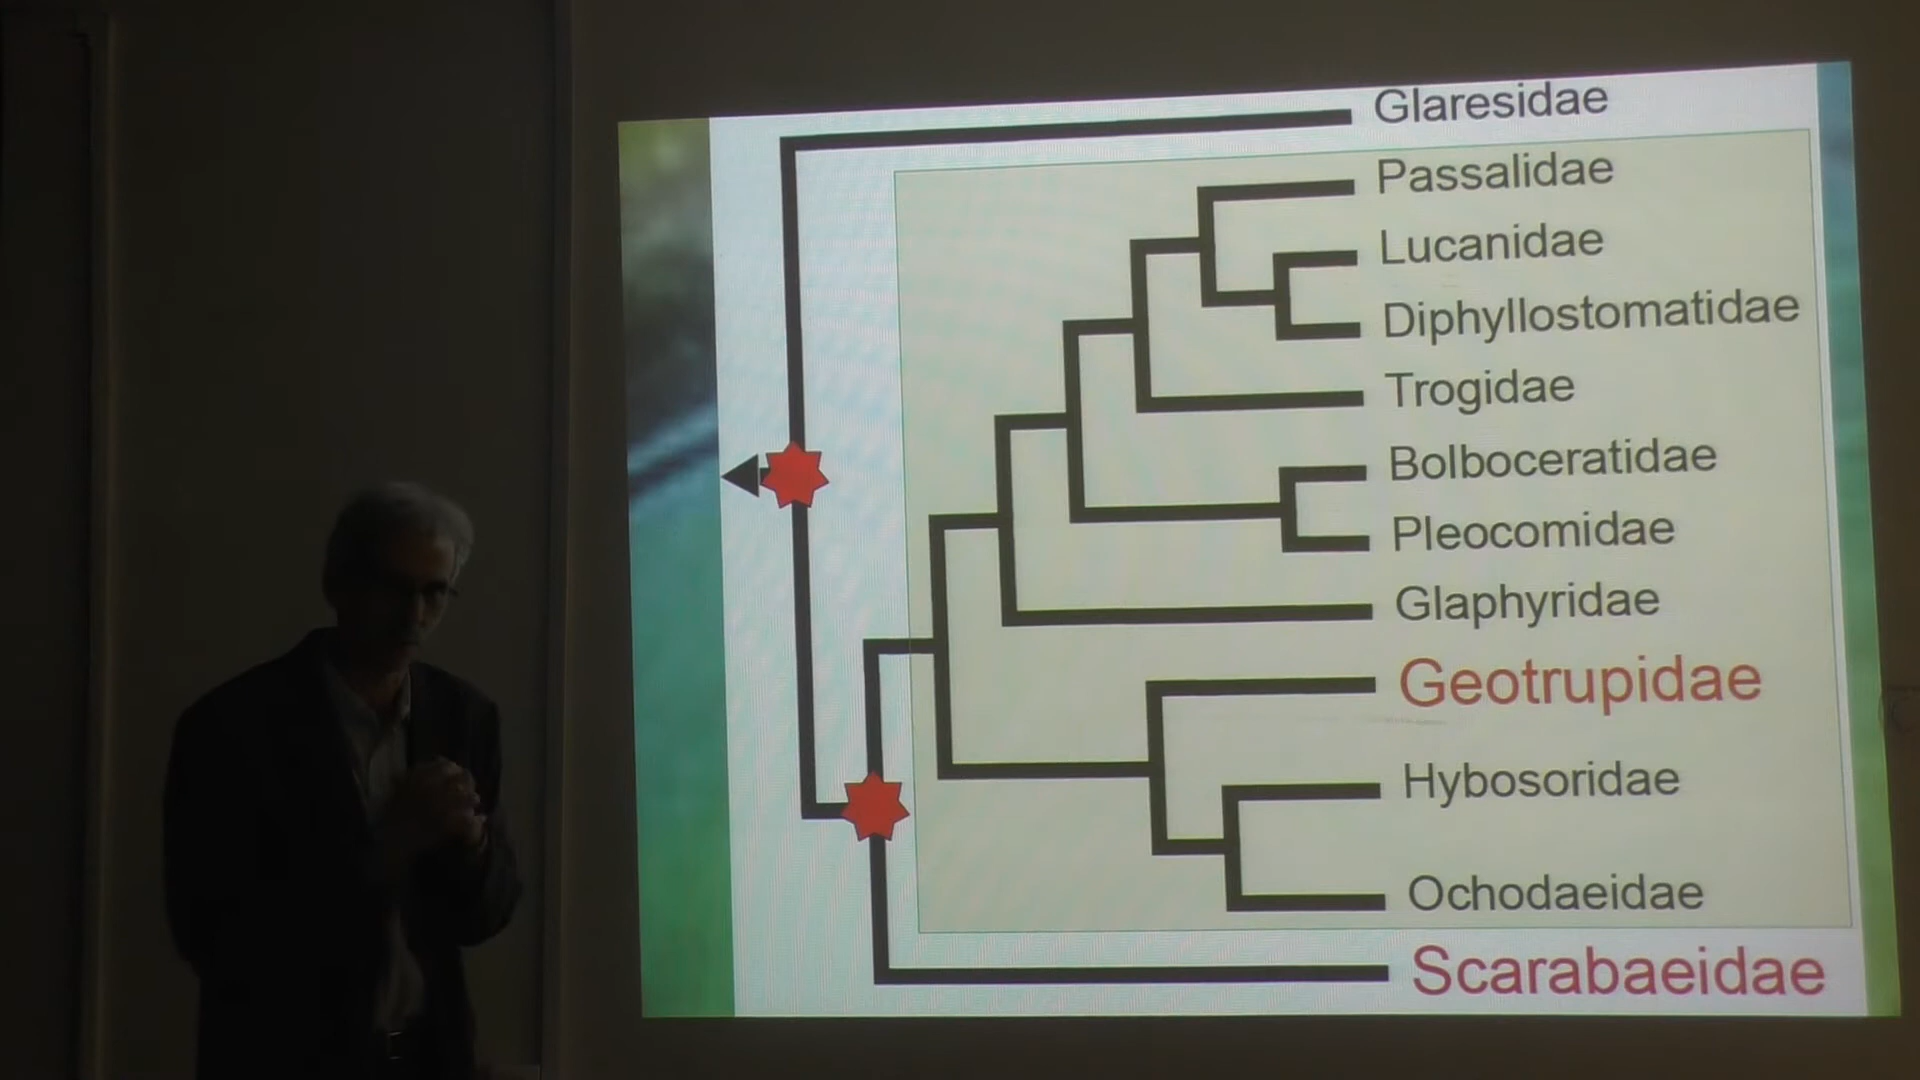 Glaresidae
Passalidae
Lucanidae
Diphyllostomatidae
Trogidae
Bolboceratidae
Pleocomidae
Glaphyridae
Geotrupidae
Hybosoridae
Ochodaeidae
Scarabaeidae